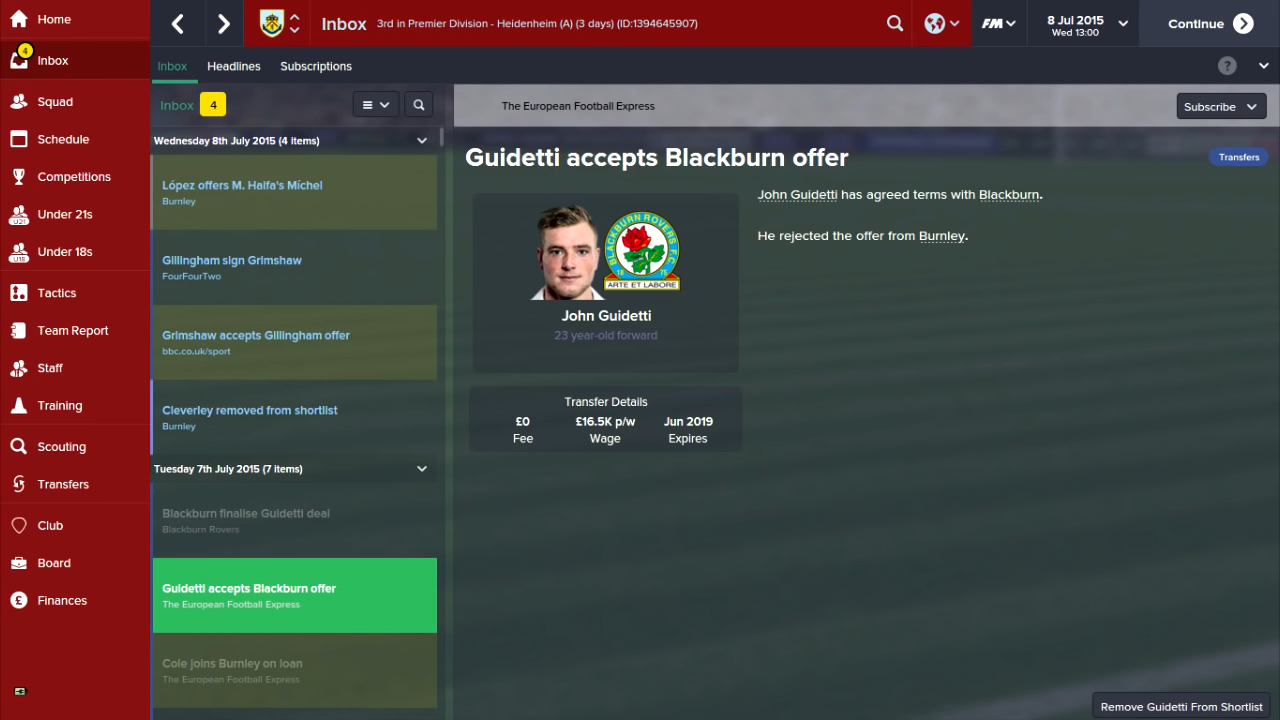 Home
4
Inbox
Squad
Schedule
Competitions
U21
Under 21s
U18
Under 18s
Tactics
Team Report
Staff
Training
Scouting
Transfers
Club
Board
Finances
Inbox
3rd in Premier Division - Heidenheim (A) (3 days) (ID:1394645907)
FM
8 Jul 2015
Wed 13:00
Continue
Inbox
Headlines
Subscriptions
?
Inbox
4
Wednesday 8th July 2015 (4 items)
López offers M. Halfa's Míchel
Burnley
Gillingham sign Grimshaw
FourFourTwo
Grimshaw accepts Gillingham offer
bbc.co.uk/sport
Cleverley removed from shortlist
Burnley
Tuesday 7th July 2015 (7 items)
Blackburn finalise Guidetti deal
Blackburn Rovers
Guidetti accepts Blackburn offer
The European Football Express
Cole joins Burnley on loan
The European Football Express
The European Football Express
Subscribe
Guidetti accepts Blackburn offer
Transfers
BLACKBURN ROVERS F.C.
18 75
ARTE ET LABORE
John Guidetti
23 year-old forward
John Guidetti has agreed terms with Blackburn.
He rejected the offer from Burnley.
Transfer Details
£0 £16.5K p/w Jun 2019
Fee Wage Expires
Remove Guidetti From Shortlist